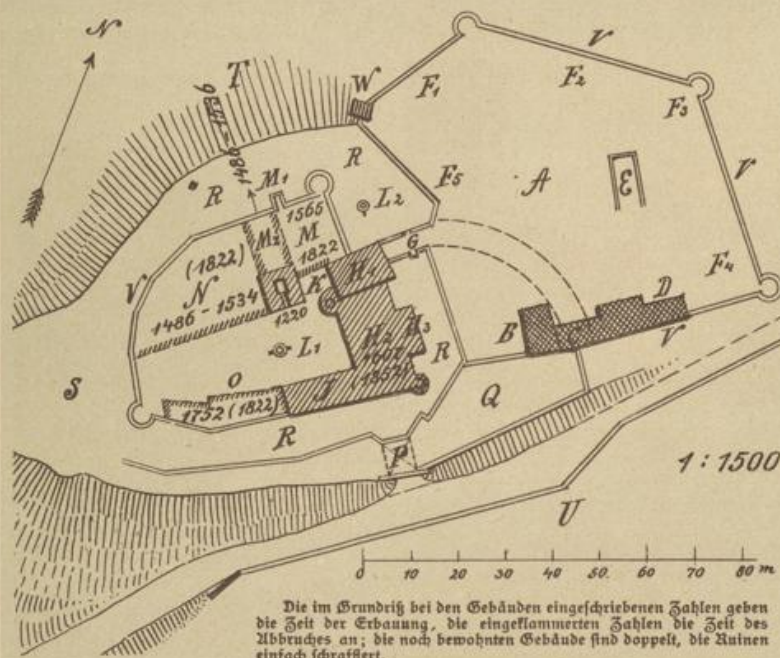 N
T
W
F1
V
F2
F3
1486-1526
M1
R
R
F5
A
E
V
1565
L2
M2
M
1822
(1822)
N
V
1486-1534
K
H1
G
F4
1220
H2
H3
1607
(1852)
R
B
C
D
V
L1
S
O
J
1752 (1822)
R
Q
P
U
1:1500
0 10 20 30 40 50 60 70 80 m
Die im Grundriß bei den Gebäuden eingeschriebenen Zahlen geben
die Zeit der Erbauung, die eingeklammerten Zahlen die Zeit des
Abbruches an; die noch bewohnten Gebäude sind doppelt, die Ruinen
einfach schraffiert